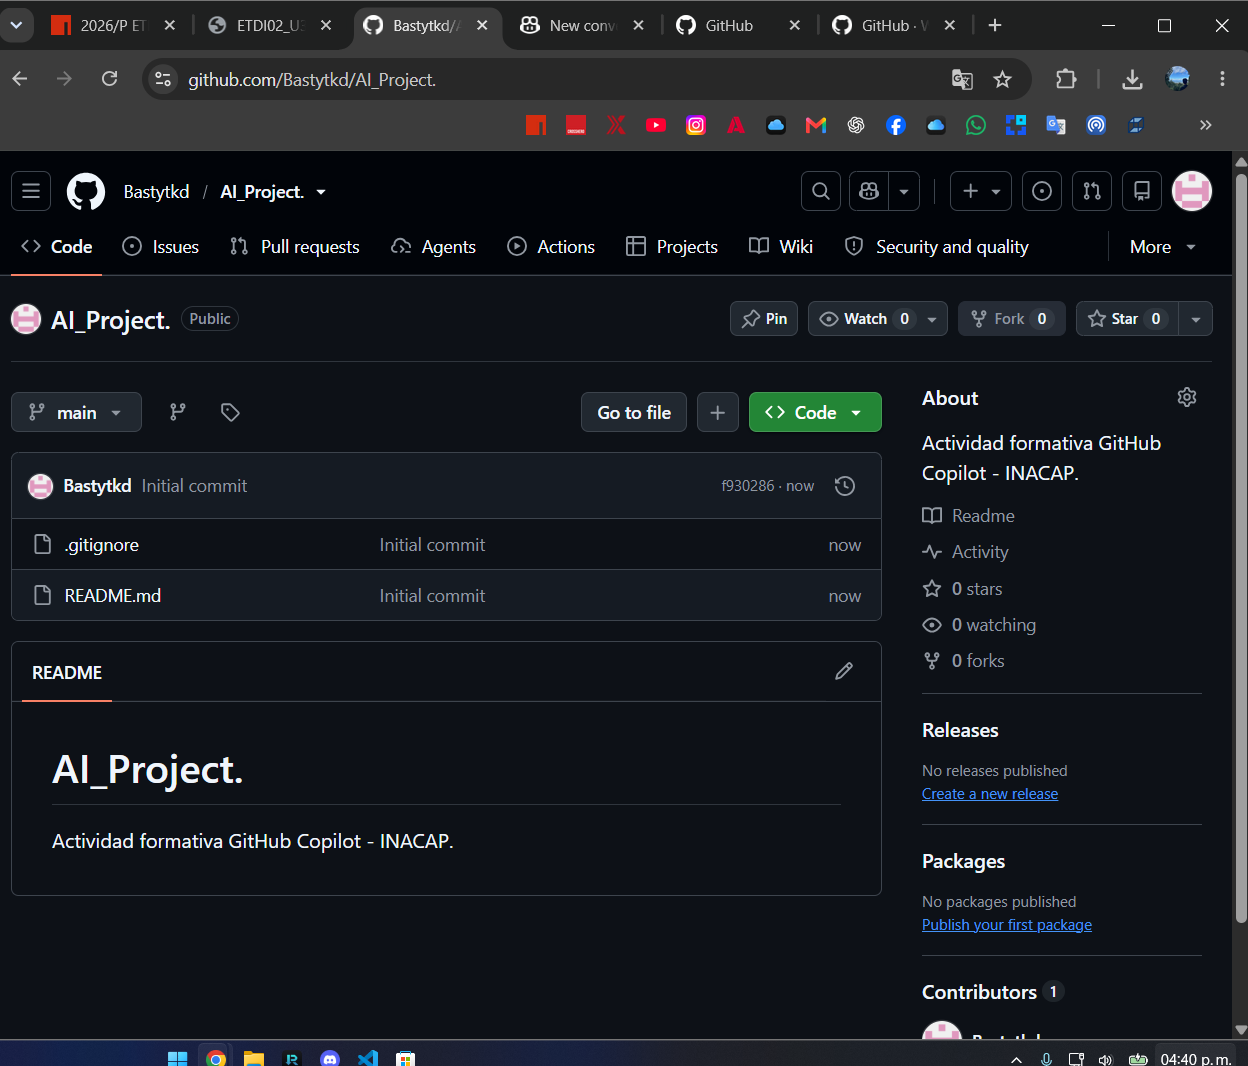 2026/P ET
ETDI02_U3
Bastytkd/A
New conv
GitHub
GitHub · W
github.com/Bastytkd/AI_Project.
Bastytkd / AI_Project.
Code
Issues
Pull requests
Agents
Actions
Projects
Wiki
Security and quality
More
AI_Project.
Public
Pin
Watch 0
Fork 0
Star 0
main
Go to file
Code
Bastytkd Initial commit f930286 · now
.gitignore Initial commit now
README.md Initial commit now
README
AI_Project.
Actividad formativa GitHub Copilot - INACAP.
About
Actividad formativa GitHub
Copilot - INACAP.
Readme
Activity
0 stars
0 watching
0 forks
Releases
No releases published
Create a new release
Packages
No packages published
Publish your first package
Contributors 1
Bastytkd
04:40 p. m.